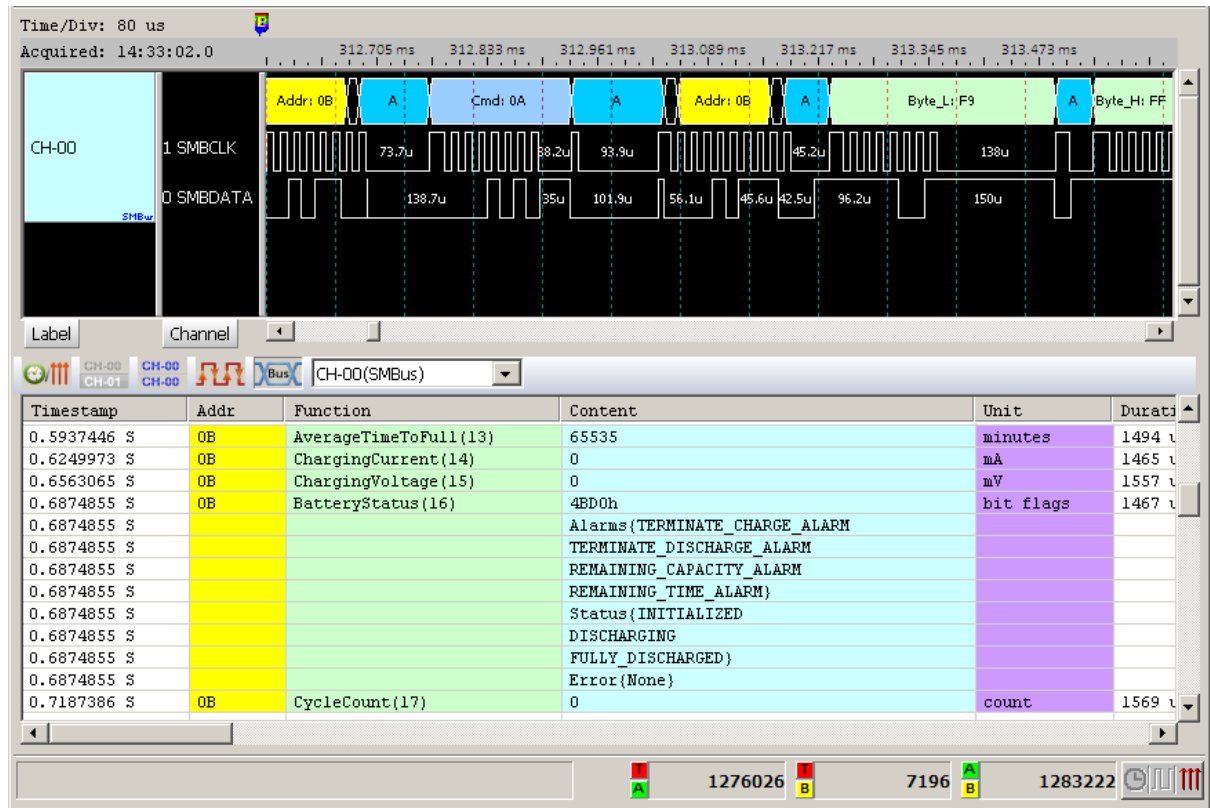 Time/Div: 80 us
Acquired: 14:33:02.0 312.705 ms 312.833 ms 312.961 ms 313.089 ms 313.217 ms 313.345 ms 313.473 ms
Addr: 0B A Cmd: 0A A Addr: 0B A Byte_L: F9 A Byte_H: FF
CH-00 1 SMBCLK 73.7u 38.2u 93.9u 45.2u 138u
0 SMBDATA 138.7u 35u 101.9u 56.1u 45.6u 42.5u 96.2u 150u
SMBus
Label Channel
CH-00 CH-00
CH-01 CH-00 Bus CH-00(SMBus)
Timestamp Addr Function Content Unit Durati
0.5937446 S 0B AverageTimeToFull(13) 65535 minutes 1494 u
0.6249973 S 0B ChargingCurrent(14) 0 mA 1465 u
0.6563065 S 0B ChargingVoltage(15) 0 mV 1557 u
0.6874855 S 0B BatteryStatus(16) 4BD0h bit flags 1467 u
0.6874855 S Alarms{TERMINATE_CHARGE_ALARM
0.6874855 S TERMINATE_DISCHARGE_ALARM
0.6874855 S REMAINING_CAPACITY_ALARM
0.6874855 S REMAINING_TIME_ALARM}
0.6874855 S Status{INITIALIZED
0.6874855 S DISCHARGING
0.6874855 S FULLY_DISCHARGED}
0.6874855 S Error{None}
0.7187386 S 0B CycleCount(17) 0 count 1569 u
T A 1276026 T B 7196 A B 1283222